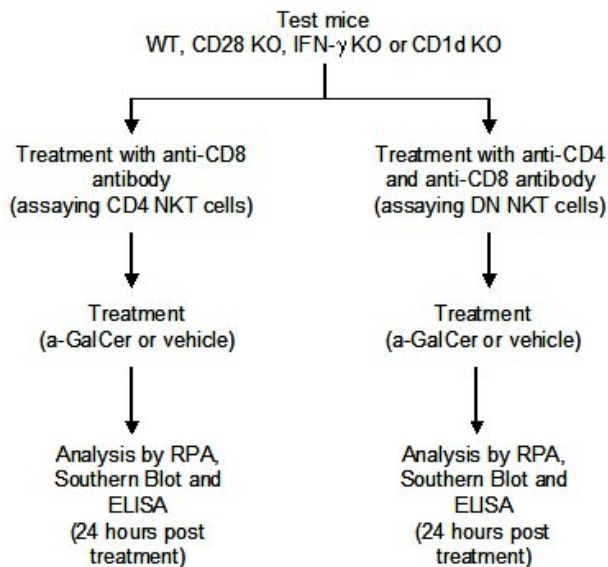 Test mice
WT, CD28 KO, IFN-γ KO or CD1d KO
Treatment with anti-CD8
antibody
(assaying CD4 NKT cells)
Treatment with anti-CD4
and anti-CD8 antibody
(assaying DN NKT cells)
Treatment
(a-GalCer or vehicle)
Treatment
(a-GalCer or vehicle)
Analysis by RPA,
Southern Blot and
ELISA
(24 hours post
treatment)
Analysis by RPA,
Southern Blot and
ELISA
(24 hours post
treatment)